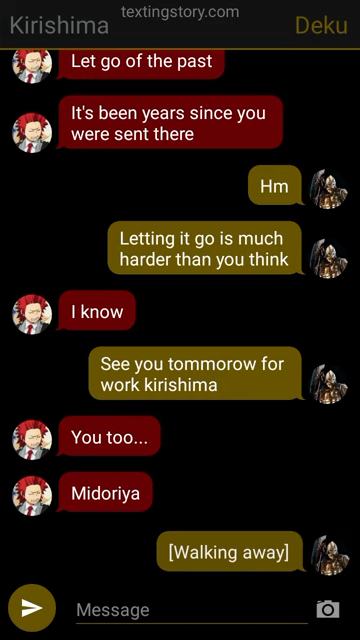 textingstory.com
Kirishima
Deku
Let go of the past
It's been years since you
were sent there
Hm
Letting it go is much
harder than you think
I know
See you tommorow for
work kirishima
You too...
Midoriya
[Walking away]
Message